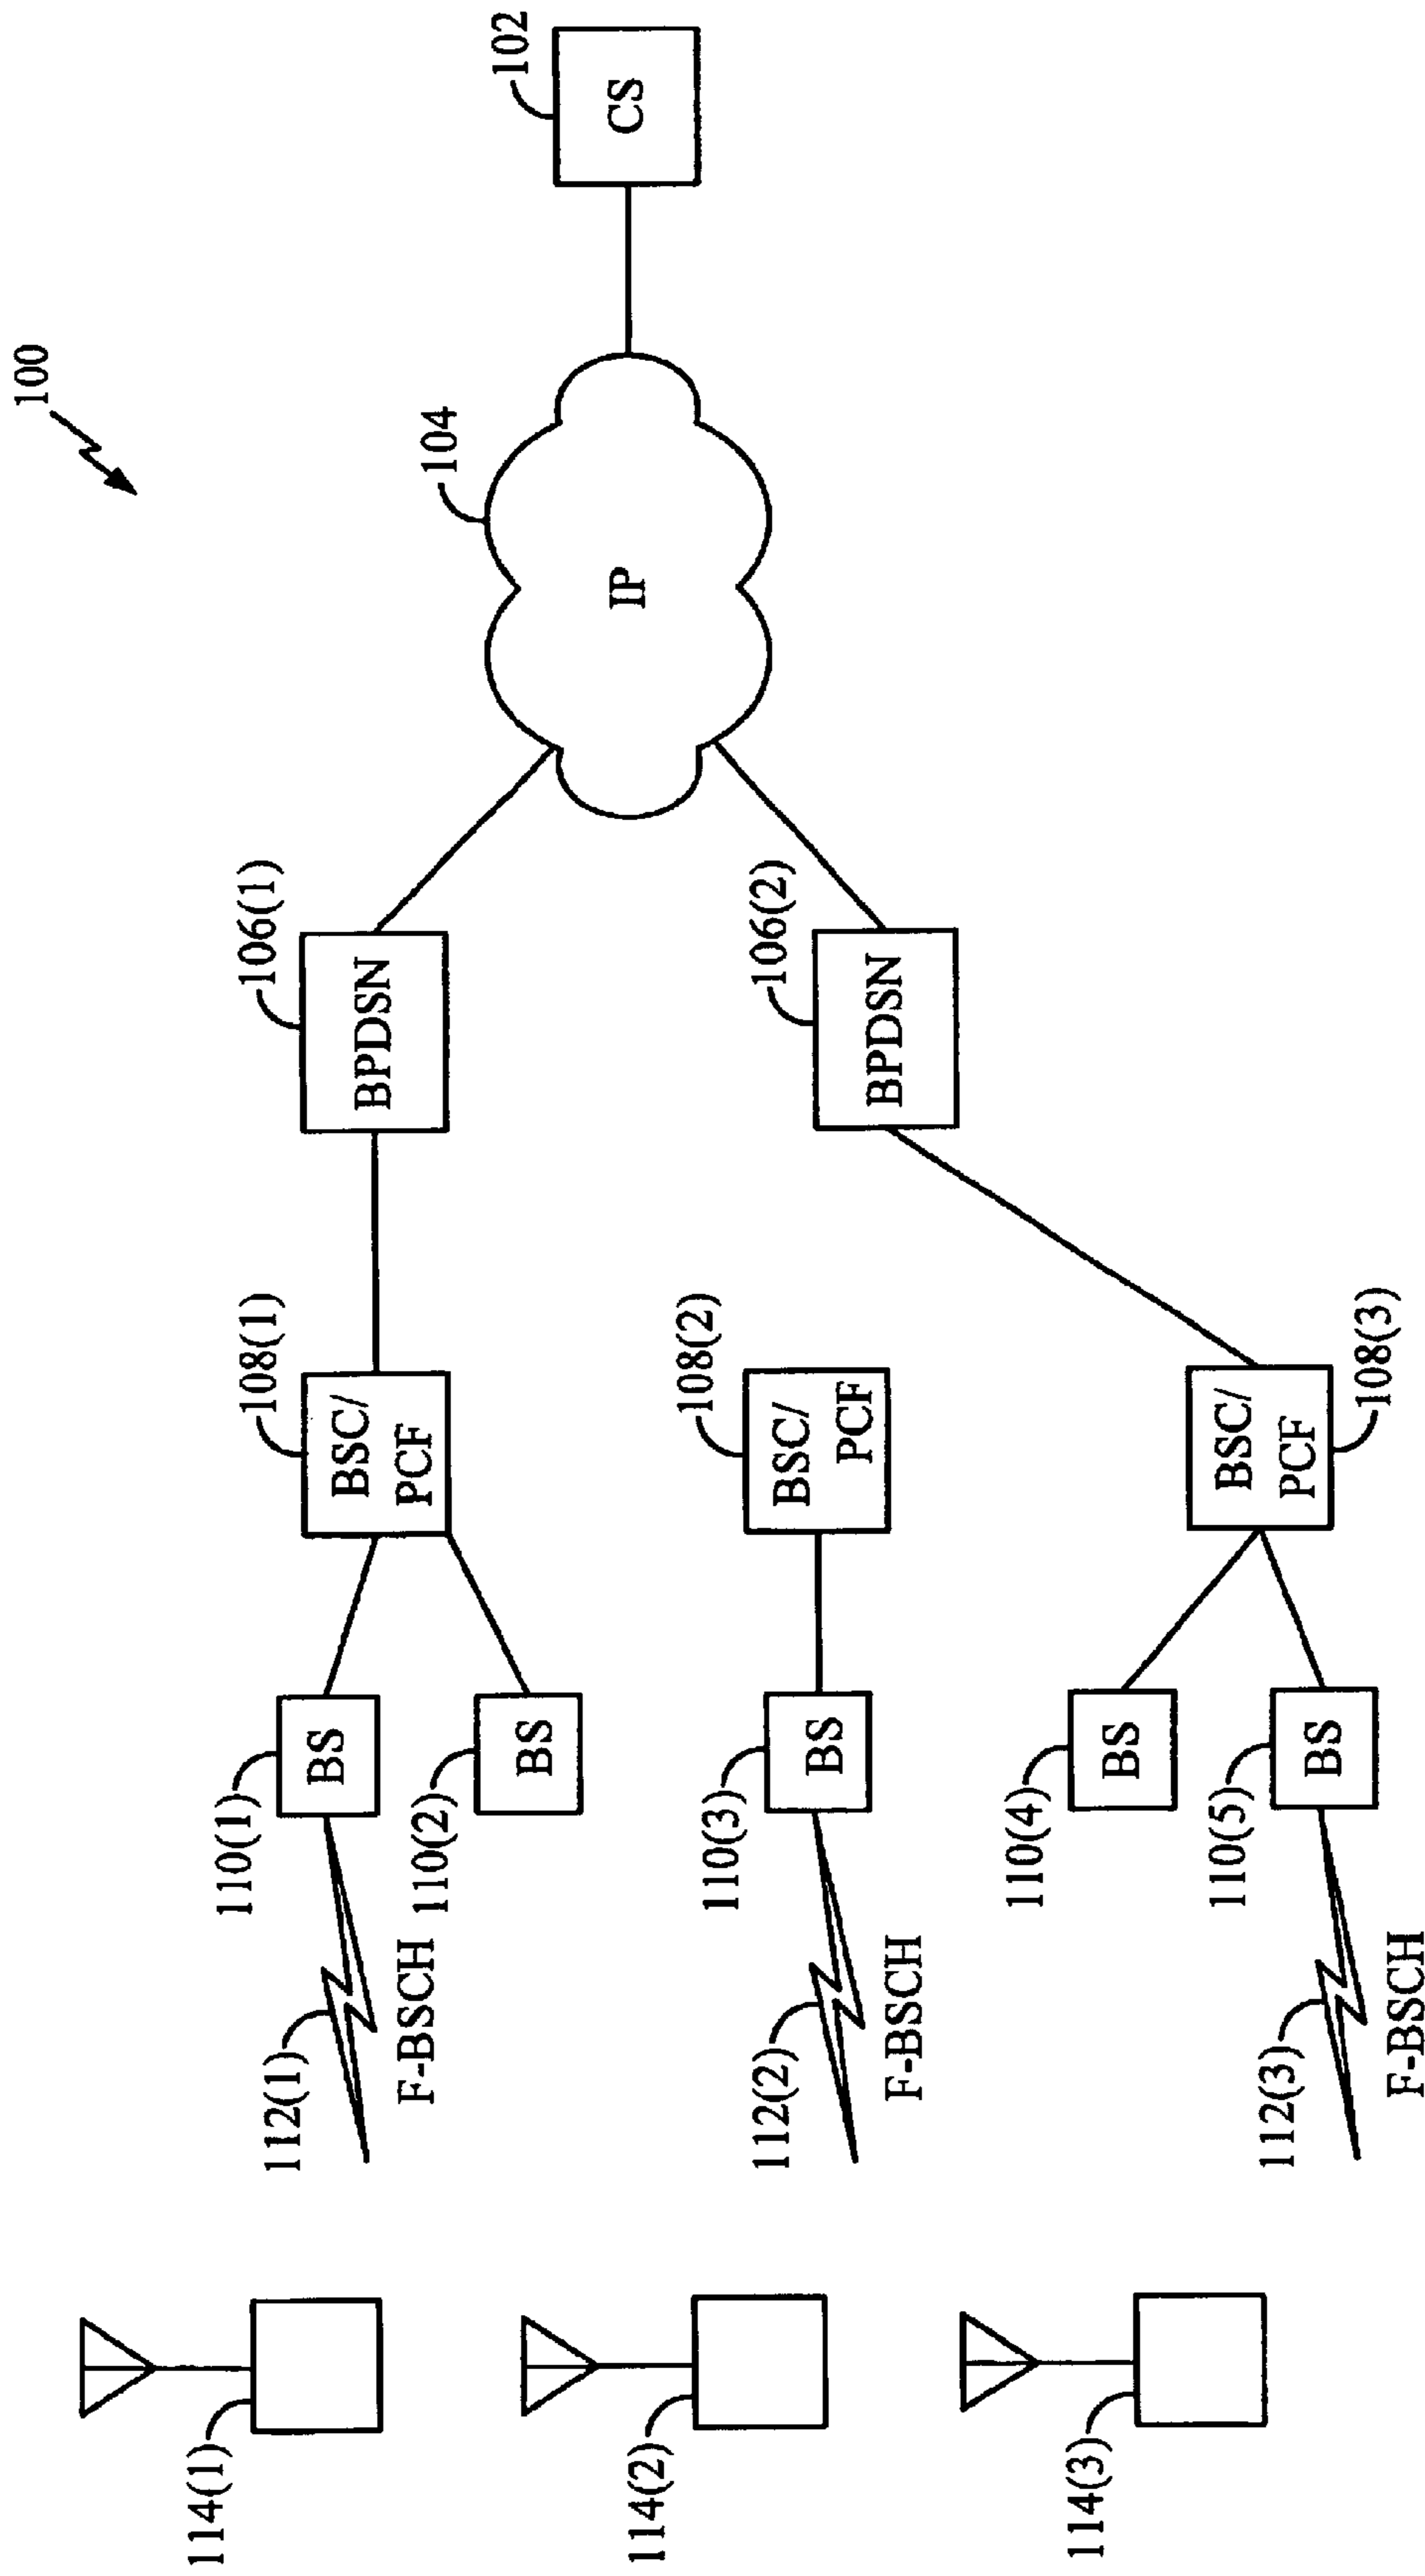 100
114(1)
112(1)
F-BSCH
110(1)
BS
110(2)
BS
108(1)
BSC/
PCF
106(1)
BPDSN
104
IP
102
CS
114(2)
112(2)
F-BSCH
110(3)
BS
108(2)
BSC/
PCF
106(2)
BPDSN
114(3)
112(3)
F-BSCH
110(4)
BS
110(5)
BS
BSC/
PCF
108(3)